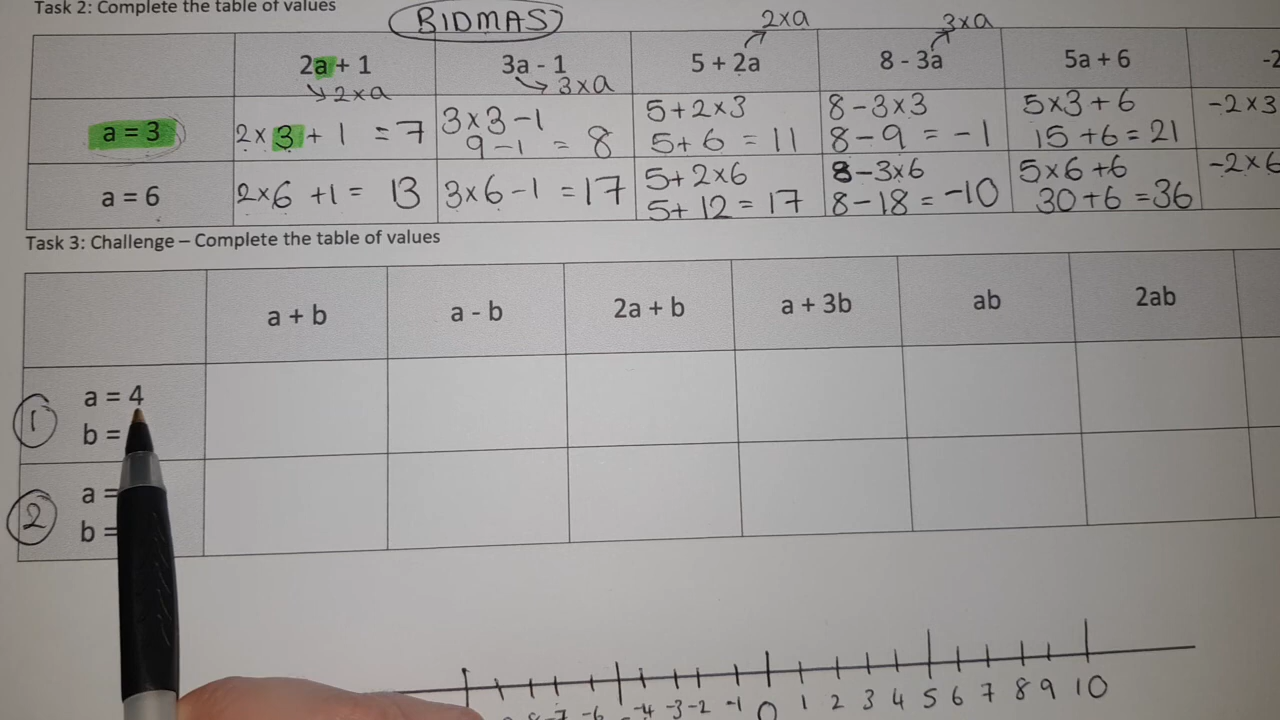 Task 2: Complete the table of values
BIDMAS
2xa
3xa
2a + 1
3a - 1
5 + 2a
8 - 3a
5a + 6
2xa
3xa
a = 3
2 x 3 + 1 = 7
3x3-1
9-1 = 8
5+2x3
5+6 = 11
8-3x3
8-9 = -1
5x3+6
15+6=21
-2x3
a = 6
2x6 +1 = 13
3x6-1 =17
5+2x6
5+12=17
8-3x6
8-18=-10
5x6+6
30+6=36
-2x6
Task 3: Challenge – Complete the table of values
a + b
a - b
2a + b
a + 3b
ab
2ab
1
a = 4
b =
2
a =
b =
-7 -6 -4 -3 -2 -1 0 1 2 3 4 5 6 7 8 9 10